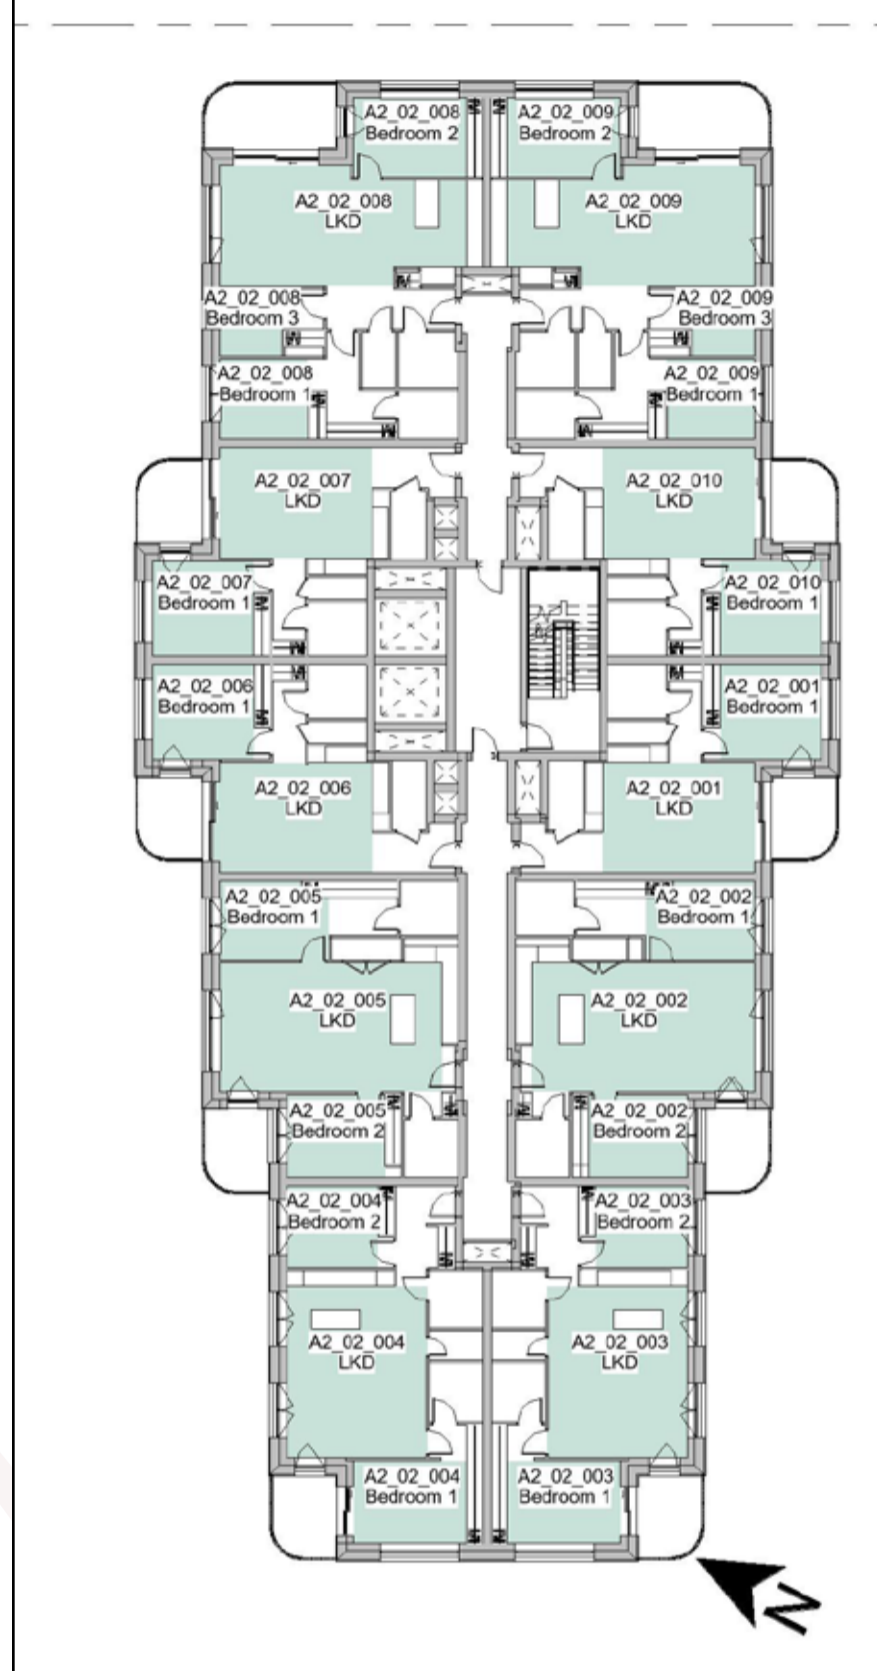 A2_02_008
Bedroom 2
A2_02_009
Bedroom 2
A2_02_008
LKD
A2_02_009
LKD
A2_02_008
Bedroom 3
A2_02_009
Bedroom 3
A2_02_008
Bedroom 1
A2_02_009
Bedroom 1
A2_02_007
LKD
A2_02_010
LKD
A2_02_007
Bedroom 1
A2_02_010
Bedroom 1
A2_02_006
Bedroom 1
A2_02_001
Bedroom 1
A2_02_006
LKD
A2_02_001
LKD
A2_02_005
Bedroom 1
A2_02_002
Bedroom 1
A2_02_005
LKD
A2_02_002
LKD
A2_02_005
Bedroom 2
A2_02_002
Bedroom 2
A2_02_004
Bedroom 2
A2_02_003
Bedroom 2
A2_02_004
LKD
A2_02_003
LKD
A2_02_004
Bedroom 1
A2_02_003
Bedroom 1
N